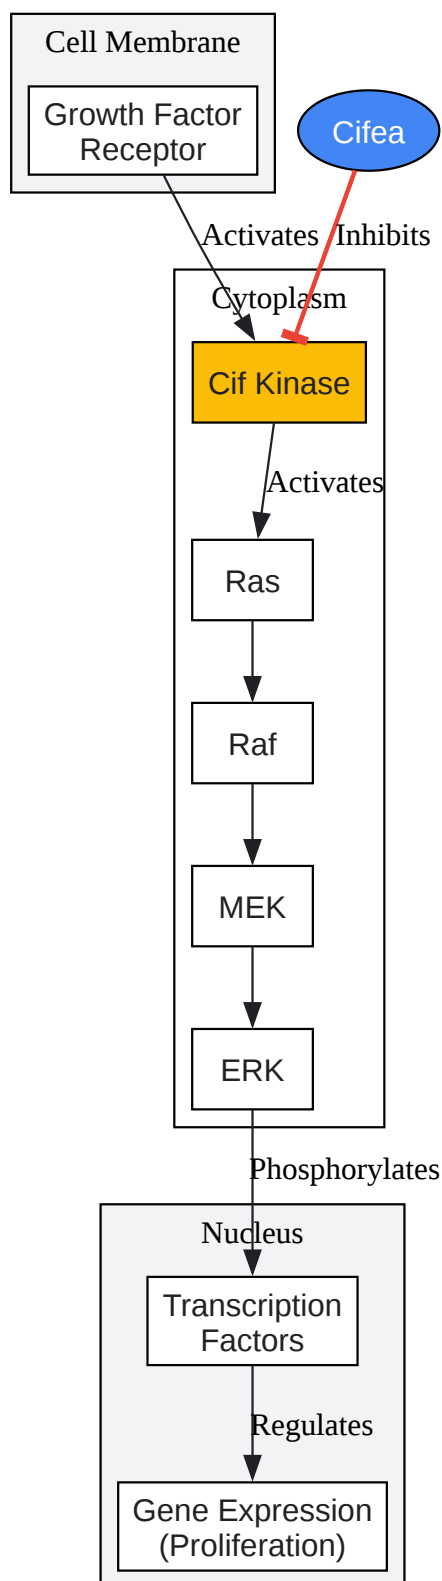 Cell Membrane
Growth Factor
Receptor
Cifea
Activates
Inhibits
Cytoplasm
Cif Kinase
Activates
Ras
Raf
MEK
ERK
Phosphorylates
Nucleus
Transcription
Factors
Regulates
Gene Expression
(Proliferation)